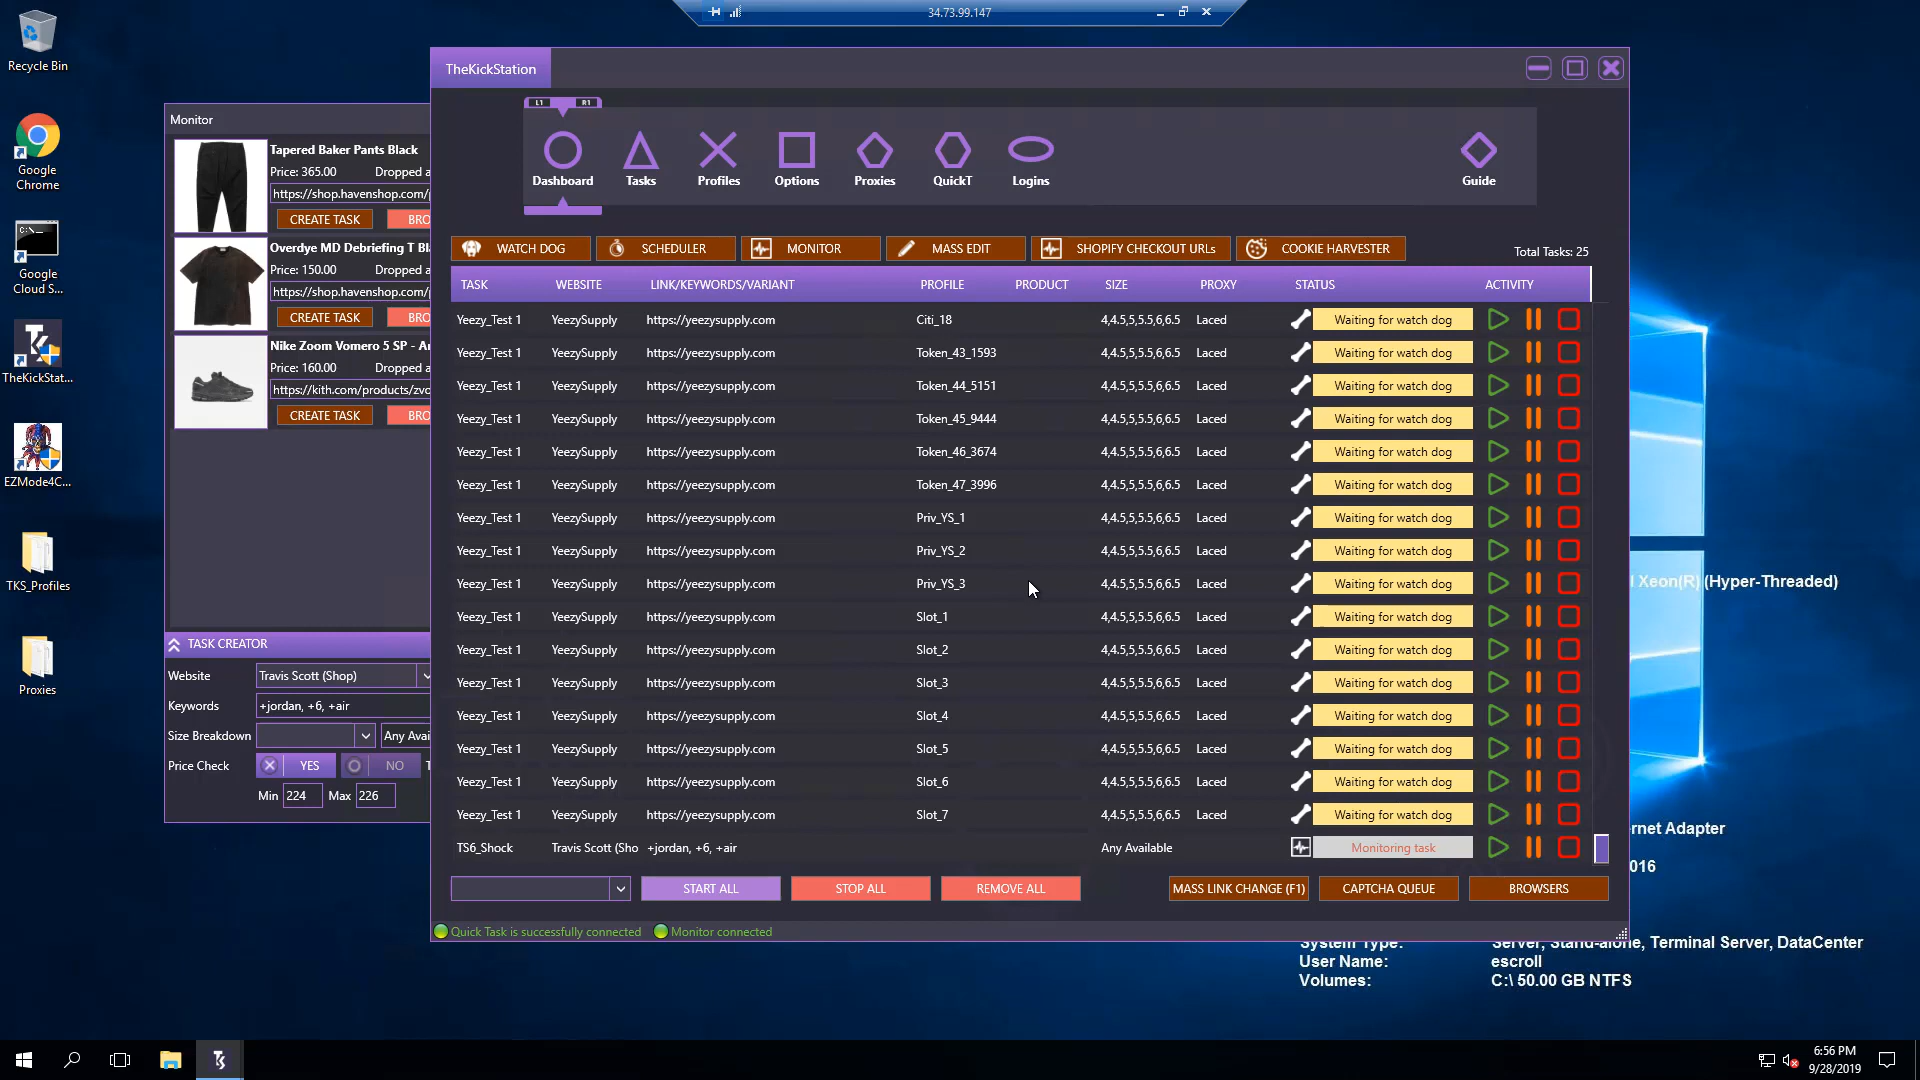 34.73.99.147
Recycle Bin
Google
Chrome
Google
Cloud S...
TheKickStat...
EZMode4C...
TKS_Profiles
Proxies
Monitor
Tapered Baker Pants Black
Price: 365.00 Dropped a
https://shop.havenshop.com/p
CREATE TASK BRO
Overdye MD Debriefing T Bl
Price: 150.00 Dropped a
https://shop.havenshop.com/p
CREATE TASK BRO
Nike Zoom Vomero 5 SP - A
Price: 160.00 Dropped a
https://kith.com/products/zvo
CREATE TASK BRO
TASK CREATOR
Website Travis Scott (Shop)
Keywords +jordan, +6, +air
Size Breakdown Any Avai
Price Check YES NO T
Min 224 Max 226
TheKickStation
L1 R1
Dashboard Tasks Profiles Options Proxies QuickT Logins Guide
WATCH DOG SCHEDULER MONITOR MASS EDIT SHOPIFY CHECKOUT URLs COOKIE HARVESTER Total Tasks: 25
TASK WEBSITE LINK/KEYWORDS/VARIANT PROFILE PRODUCT SIZE PROXY STATUS ACTIVITY
Yeezy_Test 1 YeezySupply https://yeezysupply.com Citi_18 4,4.5,5,5.5,6,6.5 Laced Waiting for watch dog
Yeezy_Test 1 YeezySupply https://yeezysupply.com Token_43_1593 4,4.5,5,5.5,6,6.5 Laced Waiting for watch dog
Yeezy_Test 1 YeezySupply https://yeezysupply.com Token_44_5151 4,4.5,5,5.5,6,6.5 Laced Waiting for watch dog
Yeezy_Test 1 YeezySupply https://yeezysupply.com Token_45_9444 4,4.5,5,5.5,6,6.5 Laced Waiting for watch dog
Yeezy_Test 1 YeezySupply https://yeezysupply.com Token_46_3674 4,4.5,5,5.5,6,6.5 Laced Waiting for watch dog
Yeezy_Test 1 YeezySupply https://yeezysupply.com Token_47_3996 4,4.5,5,5.5,6,6.5 Laced Waiting for watch dog
Yeezy_Test 1 YeezySupply https://yeezysupply.com Priv_YS_1 4,4.5,5,5.5,6,6.5 Laced Waiting for watch dog
Yeezy_Test 1 YeezySupply https://yeezysupply.com Priv_YS_2 4,4.5,5,5.5,6,6.5 Laced Waiting for watch dog
Yeezy_Test 1 YeezySupply https://yeezysupply.com Priv_YS_3 4,4.5,5,5.5,6,6.5 Laced Waiting for watch dog
Yeezy_Test 1 YeezySupply https://yeezysupply.com Slot_1 4,4.5,5,5.5,6,6.5 Laced Waiting for watch dog
Yeezy_Test 1 YeezySupply https://yeezysupply.com Slot_2 4,4.5,5,5.5,6,6.5 Laced Waiting for watch dog
Yeezy_Test 1 YeezySupply https://yeezysupply.com Slot_3 4,4.5,5,5.5,6,6.5 Laced Waiting for watch dog
Yeezy_Test 1 YeezySupply https://yeezysupply.com Slot_4 4,4.5,5,5.5,6,6.5 Laced Waiting for watch dog
Yeezy_Test 1 YeezySupply https://yeezysupply.com Slot_5 4,4.5,5,5.5,6,6.5 Laced Waiting for watch dog
Yeezy_Test 1 YeezySupply https://yeezysupply.com Slot_6 4,4.5,5,5.5,6,6.5 Laced Waiting for watch dog
Yeezy_Test 1 YeezySupply https://yeezysupply.com Slot_7 4,4.5,5,5.5,6,6.5 Laced Waiting for watch dog
TS6_Shock Travis Scott (Sho +jordan, +6, +air Any Available Monitoring task
START ALL STOP ALL REMOVE ALL MASS LINK CHANGE (F1) CAPTCHA QUEUE BROWSERS
Quick Task is successfully connected Monitor connected
l Xeon(R) (Hyper-Threaded)
rnet Adapter
016
System Type: Server, Stand-alone, Terminal Server, DataCenter
User Name: escroll
Volumes: C:\ 50.00 GB NTFS
6:56 PM
9/28/2019